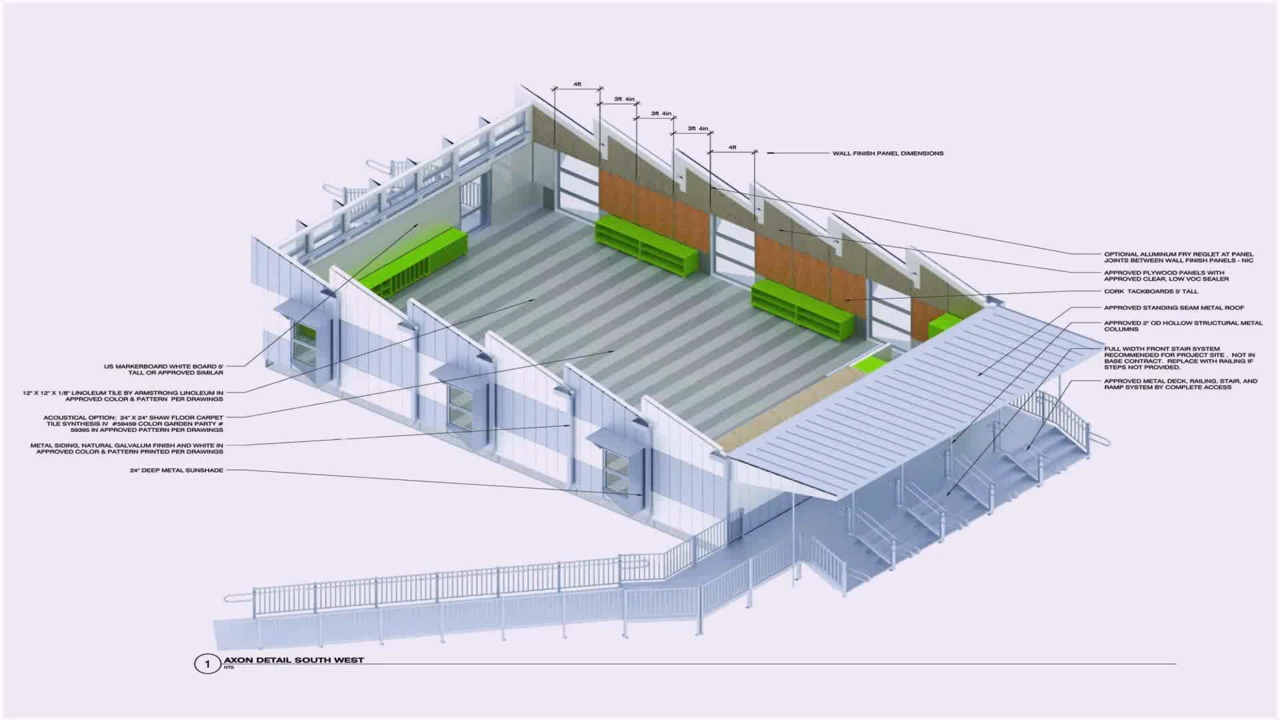 4ft
3ft 4in
3ft 4in
3ft 4in
4ft
WALL FINISH PANEL DIMENSIONS
OPTIONAL ALUMINUM FRY REGLET AT PANEL
JOINTS BETWEEN WALL FINISH PANELS - NIC
APPROVED PLYWOOD PANELS WITH
APPROVED CLEAR, LOW VOC SEALER
CORK TACKBOARDS 5' TALL
APPROVED STANDING SEAM METAL ROOF
APPROVED 2" OD HOLLOW STRUCTURAL METAL
COLUMNS
FULL WIDTH FRONT STAIR SYSTEM
RECOMMENDED FOR PROJECT SITE . NOT IN
BASE CONTRACT. REPLACE WITH RAILING IF
STEPS NOT PROVIDED.
APPROVED METAL DECK, RAILING, STAIR, AND
RAMP SYSTEM BY COMPLETE ACCESS
US MARKERBOARD WHITE BOARD 5'
TALL OR APPROVED SIMILAR
12" X 12" X 1/8" LINOLEUM TILE BY ARMSTRONG LINOLEUM IN
APPROVED COLOR & PATTERN PER DRAWINGS
ACOUSTICAL OPTION: 24" X 24" SHAW FLOOR CARPET
TILE SYNTHESIS IV #59459 COLOR GARDEN PARTY #
59395 IN APPROVED PATTERN PER DRAWINGS
METAL SIDING, NATURAL GALVALUM FINISH AND WHITE IN
APPROVED COLOR & PATTERN PRINTED PER DRAWINGS
24" DEEP METAL SUNSHADE
1 AXON DETAIL SOUTH WEST
NTS